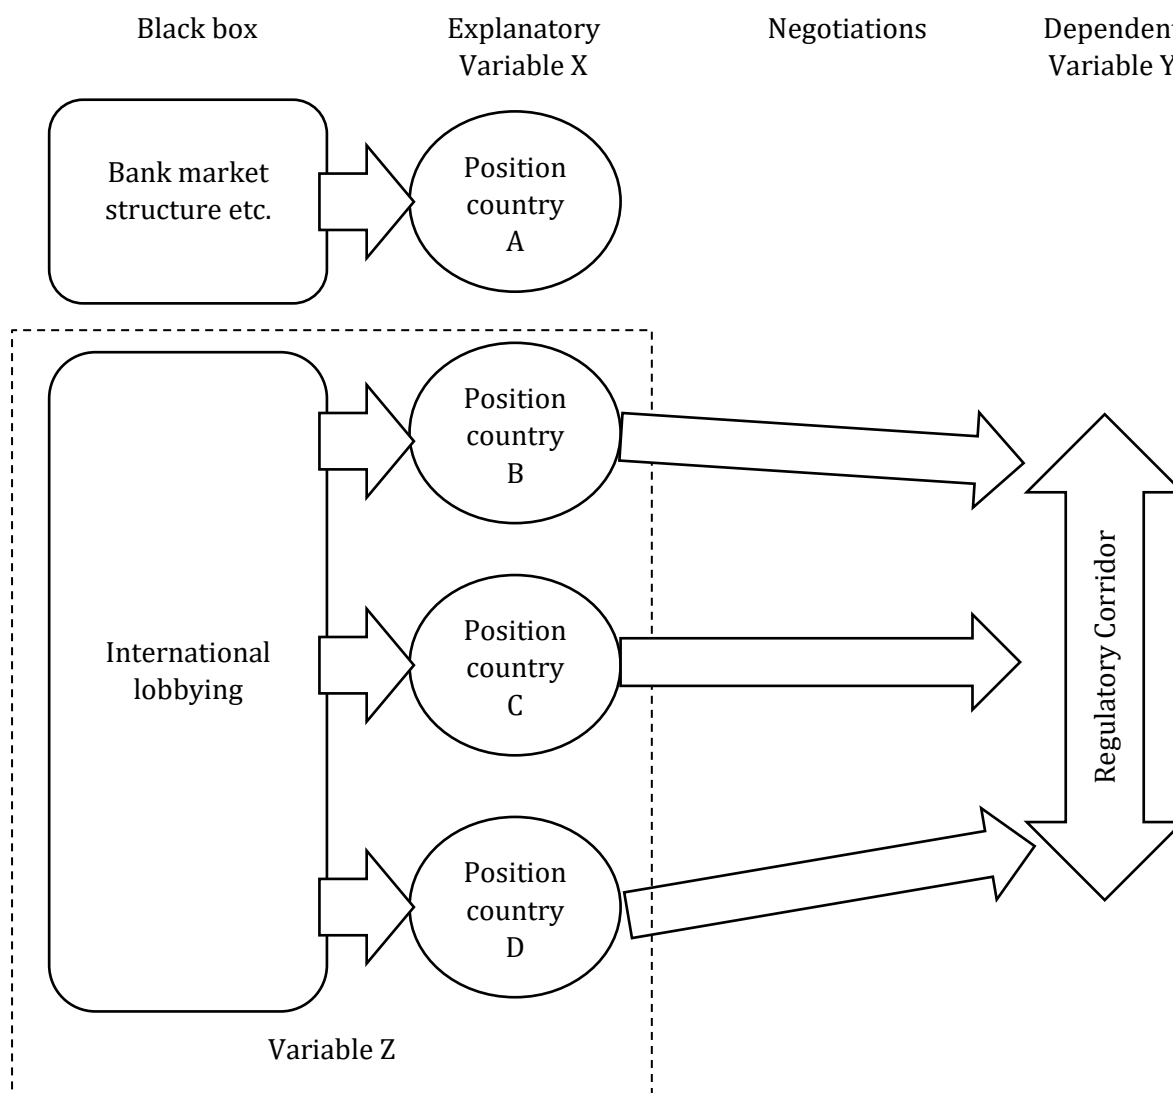 Black box
Explanatory
Variable X
Negotiations
Dependent
Variable Y
Bank market
structure etc.
Position
country
A
Position
country
B
International
lobbying
Position
country
C
Regulatory Corridor
Position
country
D
Variable Z